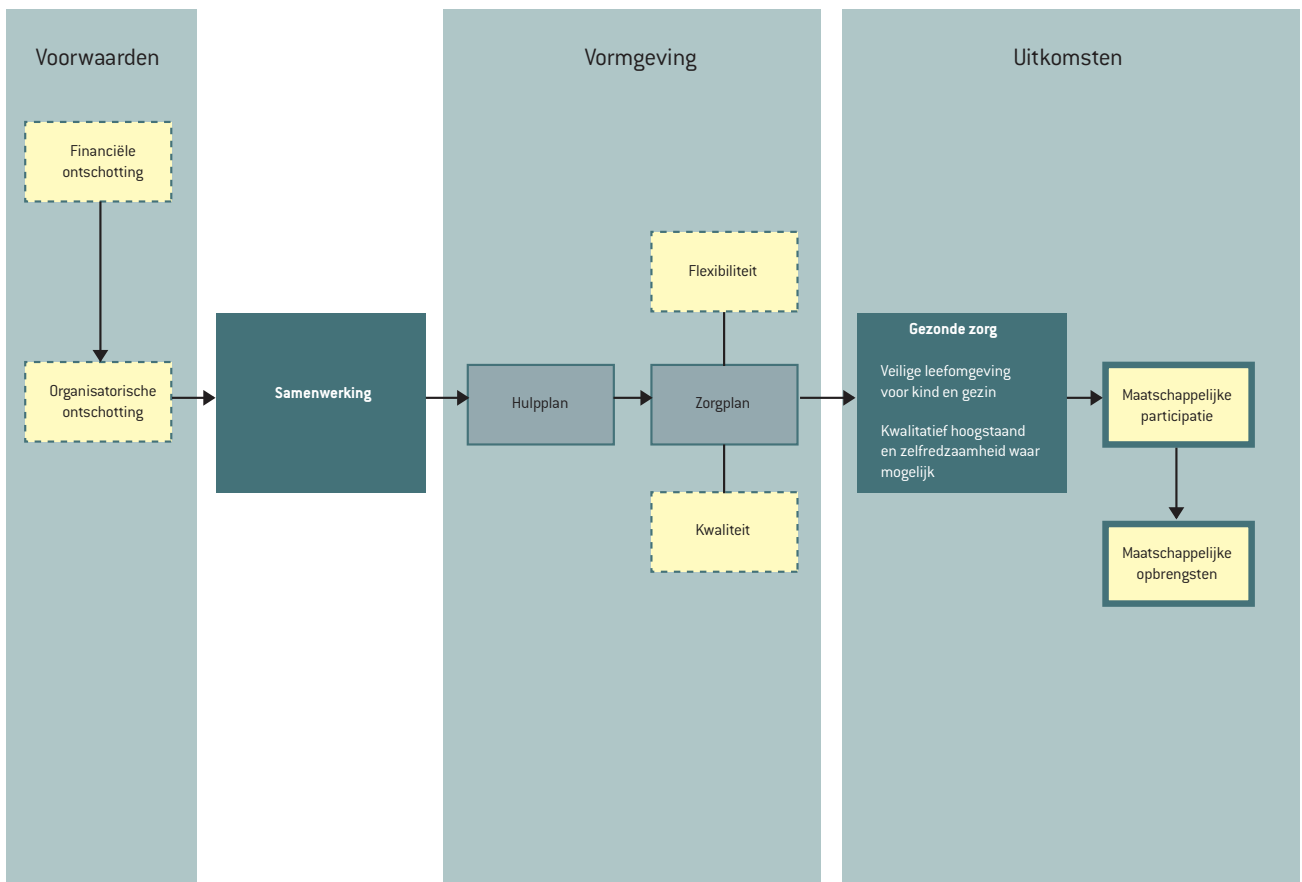 Voorwaarden
Vormgeving
Uitkomsten
Financiële
ontschotting
Organisatorische
ontschotting
Samenwerking
Hulpplan
Flexibiliteit
Zorgplan
Kwaliteit
Gezonde zorg
Veilige leefomgeving
voor kind en gezin
Kwalitatief hoogstaand
en zelfredzaamheid waar
mogelijk
Maatschappelijke
participatie
Maatschappelijke
opbrengsten